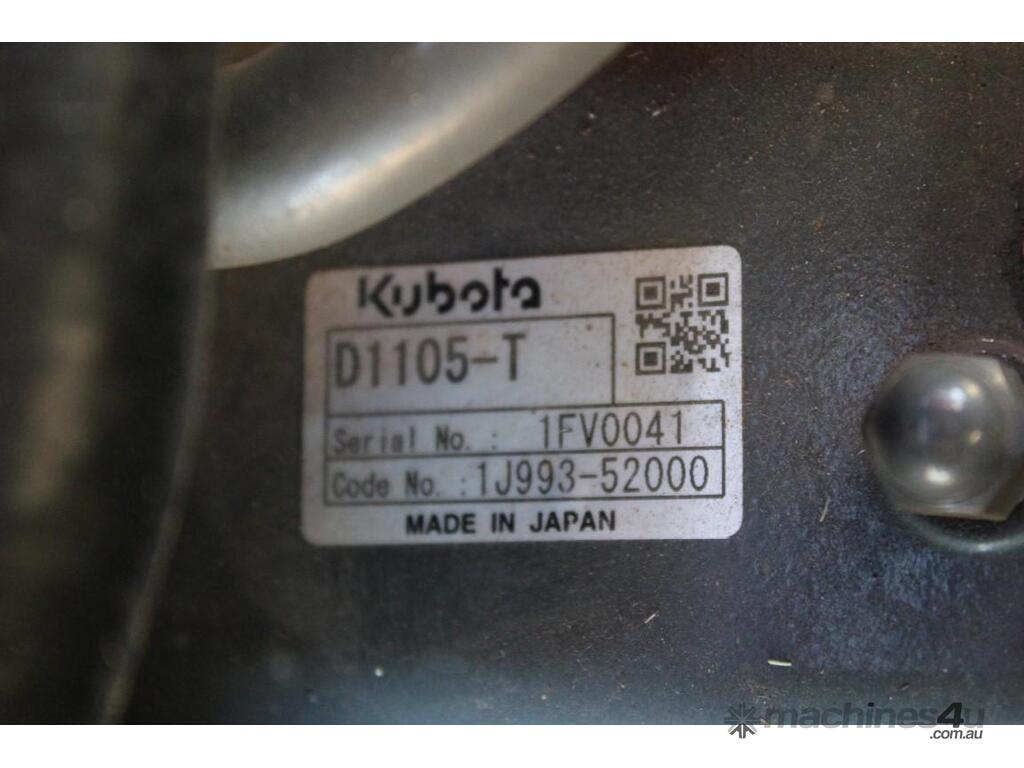 Kubota
D1105-T
Serial No. : 1FV0041
Code No. : 1J993-52000
MADE IN JAPAN
machines4u
.com.au